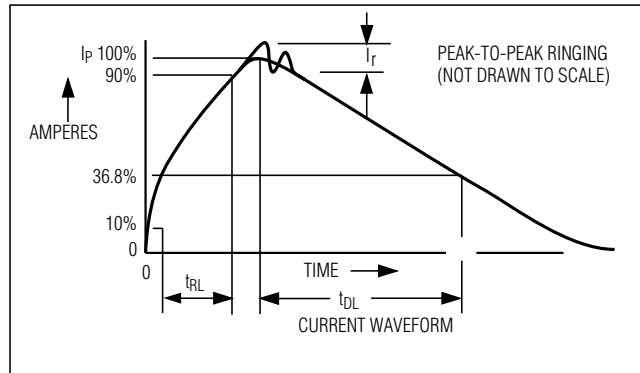 IP 100%
90%
AMPERES
36.8%
10%
0
0
Ir
PEAK-TO-PEAK RINGING
(NOT DRAWN TO SCALE)
TIME
tRL
tDL
CURRENT WAVEFORM